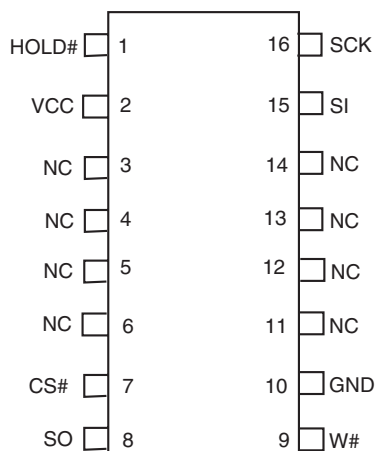 HOLD# 1 16 SCK
VCC 2 15 SI
NC 3 14 NC
NC 4 13 NC
NC 5 12 NC
NC 6 11 NC
CS# 7 10 GND
SO 8 9 W#